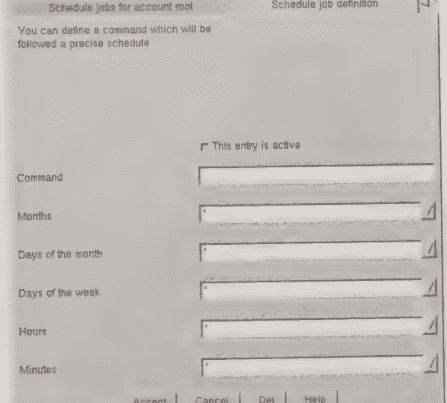 Schedule jobs for account root
Schedule job definition
You can define a command which will be
followed a precise schedule
This entry is active
Command
Months *
Days of the month *
Days of the week *
Hours *
Minutes *
Accept Cancel Del Help